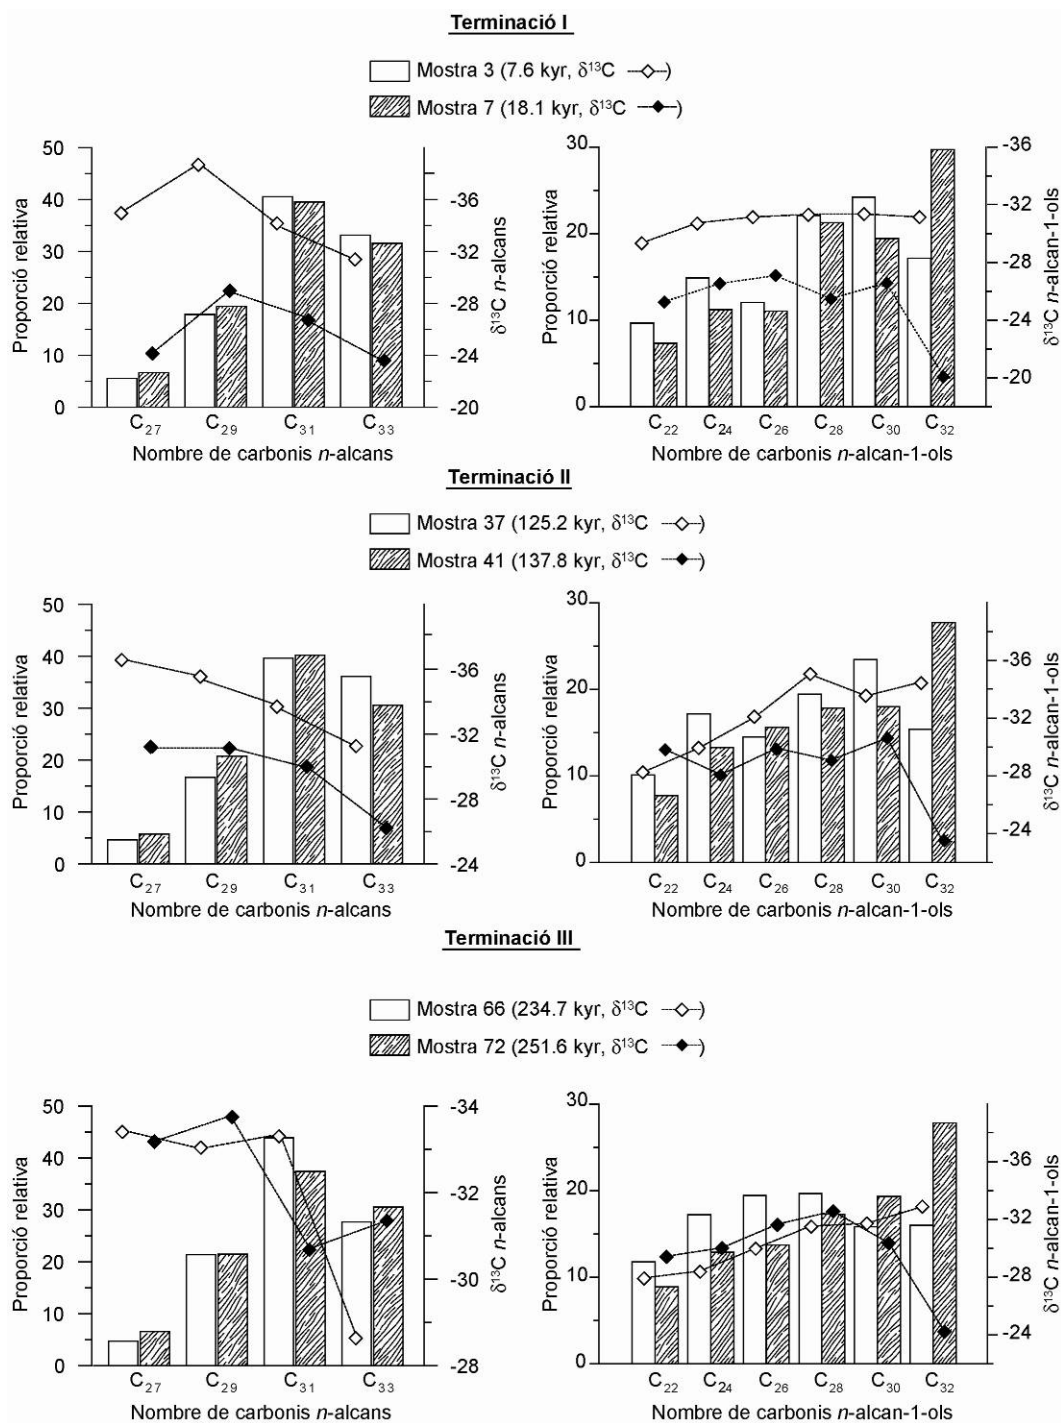 Terminació I
Mostra 3 (7.6 kyr, δ¹³C )
Mostra 7 (18.1 kyr, δ¹³C )
50
40
30
20
10
0
Proporció relativa
-36
-32
-28
-24
-20
δ¹³C n-alcans
C₂₇ C₂₉ C₃₁ C₃₃
Nombre de carbonis n-alcans
30
20
10
0
Proporció relativa
-36
-32
-28
-24
-20
δ¹³C n-alcan-1-ols
C₂₂ C₂₄ C₂₆ C₂₈ C₃₀ C₃₂
Nombre de carbonis n-alcan-1-ols
Terminació II
Mostra 37 (125.2 kyr, δ¹³C )
Mostra 41 (137.8 kyr, δ¹³C )
50
40
30
20
10
0
Proporció relativa
-36
-32
-28
-24
δ¹³C n-alcans
C₂₇ C₂₉ C₃₁ C₃₃
Nombre de carbonis n-alcans
30
20
10
0
Proporció relativa
-36
-32
-28
-24
δ¹³C n-alcan-1-ols
C₂₂ C₂₄ C₂₆ C₂₈ C₃₀ C₃₂
Nombre de carbonis n-alcan-1-ols
Terminació III
Mostra 66 (234.7 kyr, δ¹³C )
Mostra 72 (251.6 kyr, δ¹³C )
50
40
30
20
10
0
Proporció relativa
-34
-32
-30
-28
δ¹³C n-alcans
C₂₇ C₂₉ C₃₁ C₃₃
Nombre de carbonis n-alcans
30
20
10
0
Proporció relativa
-36
-32
-28
-24
δ¹³C n-alcan-1-ols
C₂₂ C₂₄ C₂₆ C₂₈ C₃₀ C₃₂
Nombre de carbonis n-alcan-1-ols